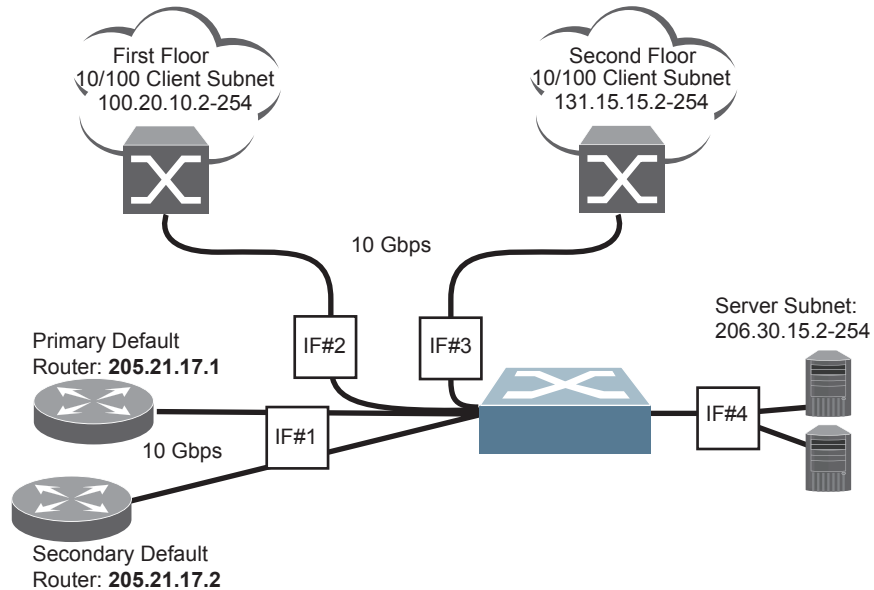 First Floor
10/100 Client Subnet
100.20.10.2-254
Second Floor
10/100 Client Subnet
131.15.15.2-254
10 Gbps
Server Subnet:
206.30.15.2-254
Primary Default
Router: 205.21.17.1
IF#2
IF#3
IF#1
IF#4
10 Gbps
Secondary Default
Router: 205.21.17.2